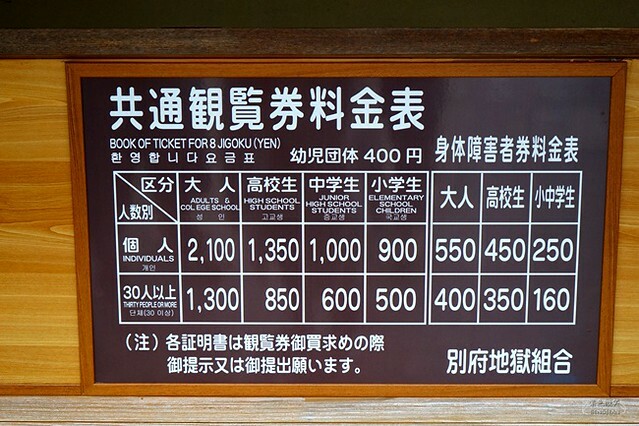 共通観覧券料金表
BOOK OF TICKET FOR 8 JIGOKU (YEN)
환영합니다요금표
幼児団体 400円
身体障害者券料金表
区分
人数別
大人
ADULTS &
COLEGE SCHOOL
성인
高校生
HIGH SCHOOL
STUDENTS
고교생
中学生
JUNIOR
HIGH SCHOOL
STUDENTS
중교생
小学生
ELEMENTARY
SCHOOL
CHILDREN
국교생
大人 高校生 小中学生
個人
INDIVIDUALS
개인
2,100 1,350 1,000 900 550 450 250
30人以上
THIRTY PEOPLE OR MORE
단체(30 이상)
1,300 850 600 500 400 350 160
(注) 各証明書は観覧券御買求めの際
御提示又は御提出願います。
別府地獄組合